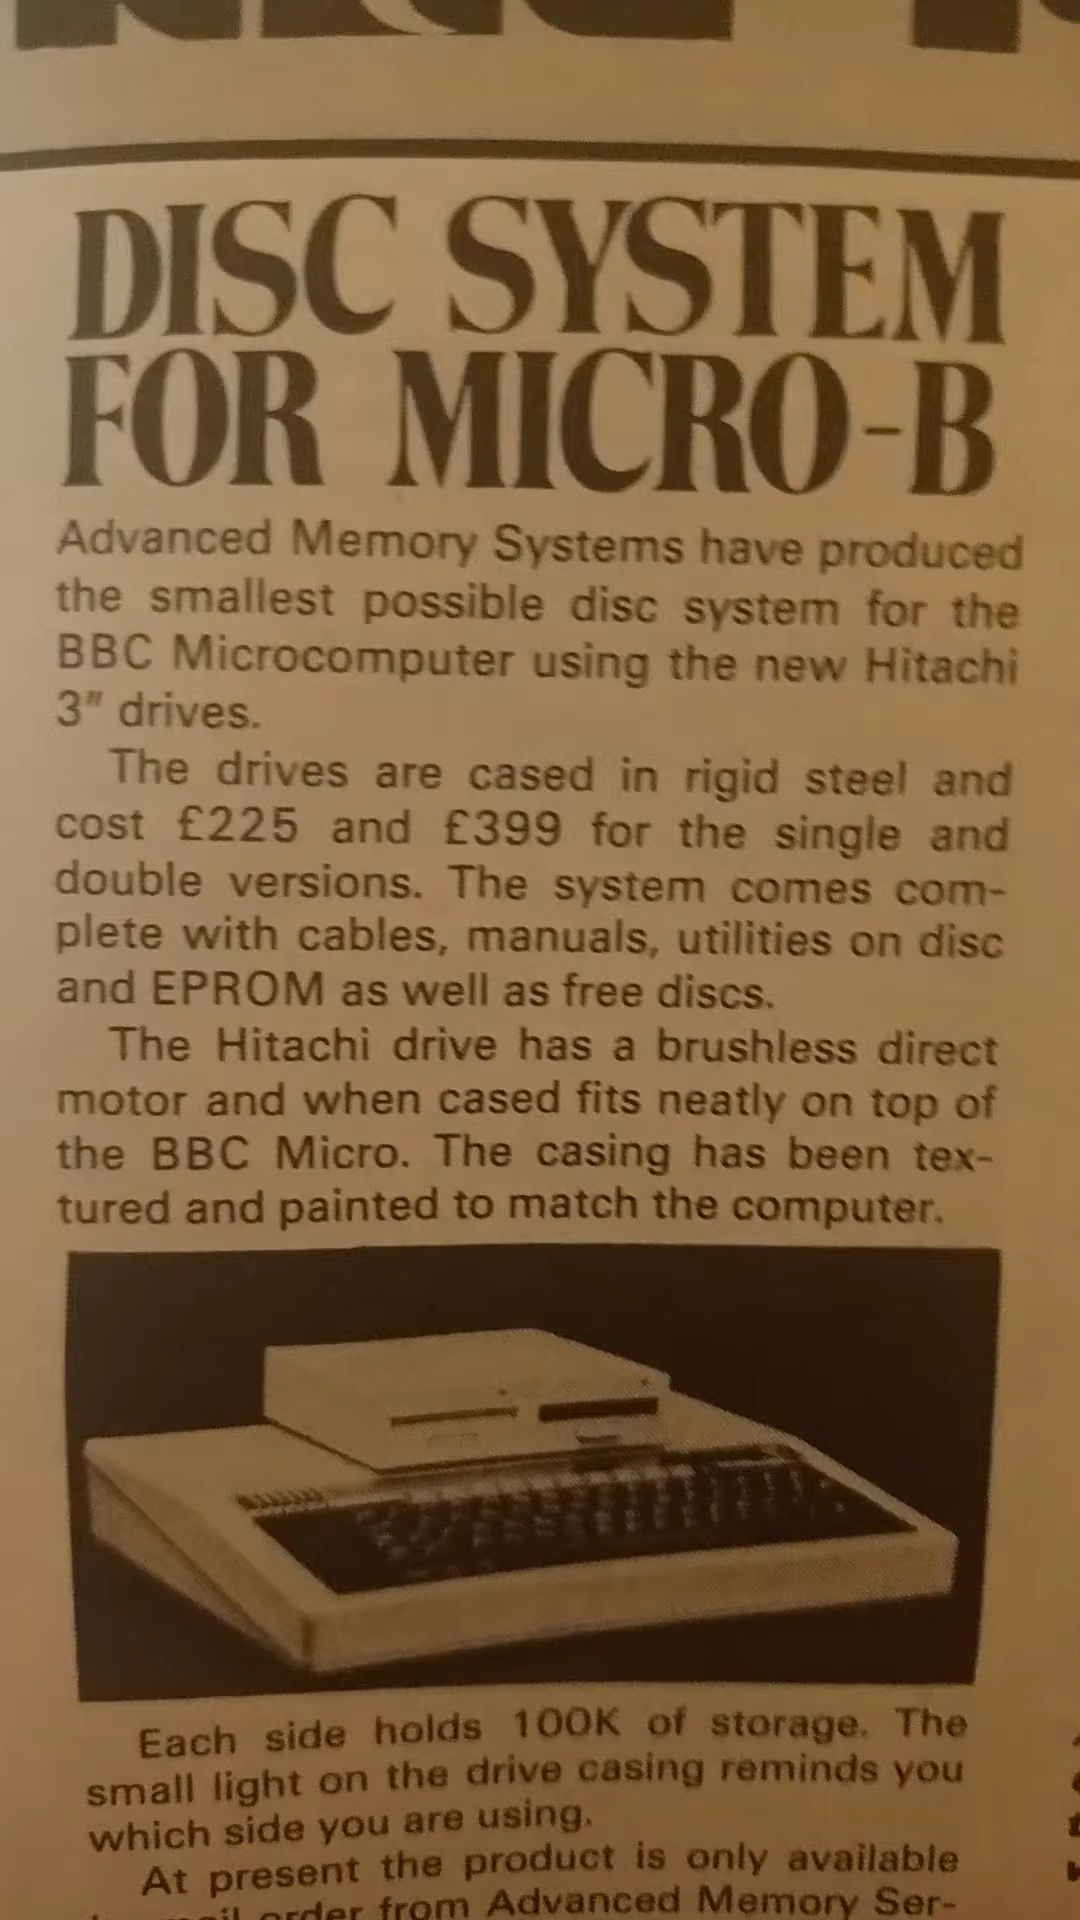 DISC SYSTEM
FOR MICRO-B
Advanced Memory Systems have produced
the smallest possible disc system for the
BBC Microcomputer using the new Hitachi
3" drives.
The drives are cased in rigid steel and
cost £225 and £399 for the single and
double versions. The system comes com-
plete with cables, manuals, utilities on disc
and EPROM as well as free discs.
The Hitachi drive has a brushless direct
motor and when cased fits neatly on top of
the BBC Micro. The casing has been tex-
tured and painted to match the computer.
Each side holds 100K of storage. The
small light on the drive casing reminds you
which side you are using.
At present the product is only available
order from Advanced Memory Ser-